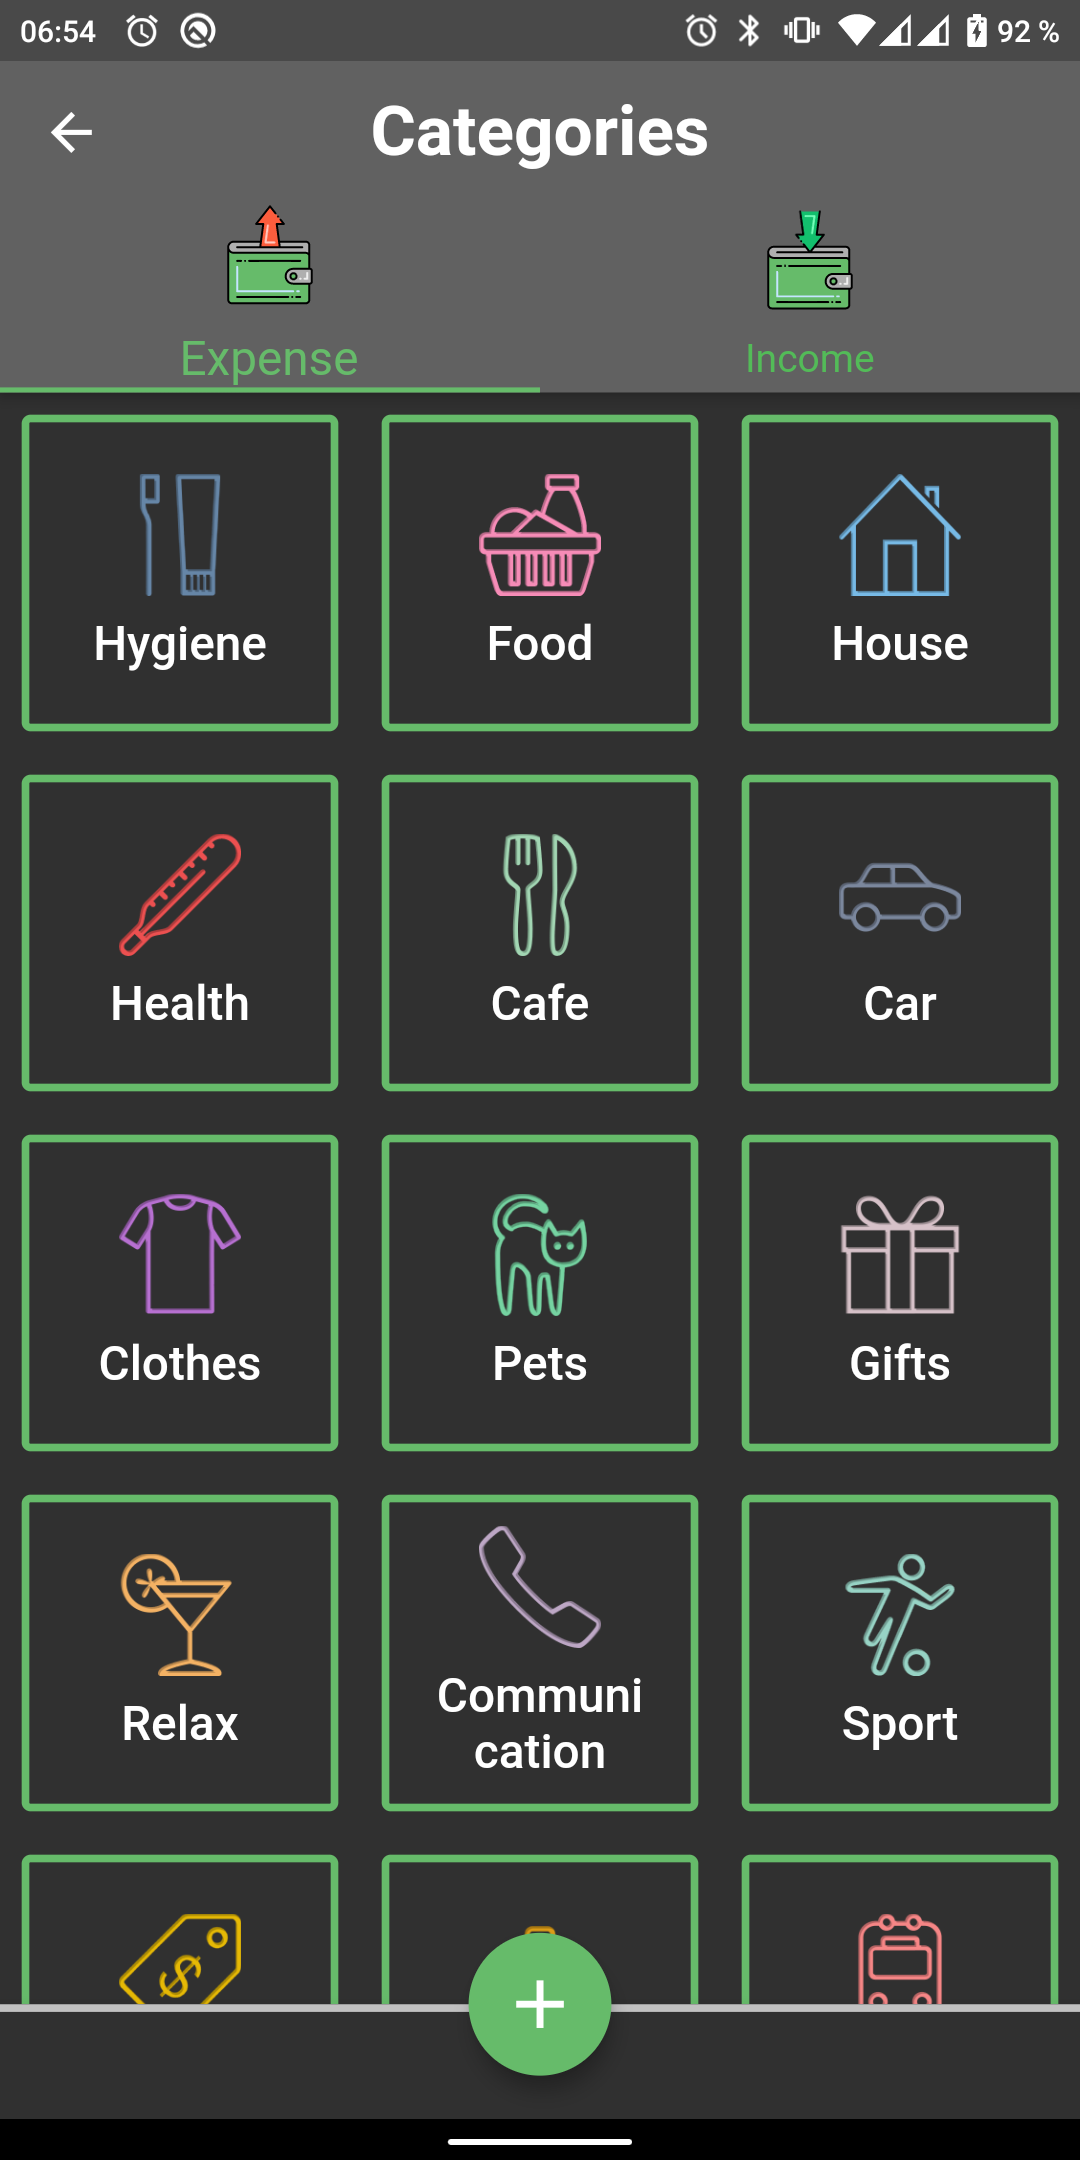 06:54
92 %
Categories
Expense
Income
Hygiene
Food
House
Health
Cafe
Car
Clothes
Pets
Gifts
Relax
Communi
cation
Sport